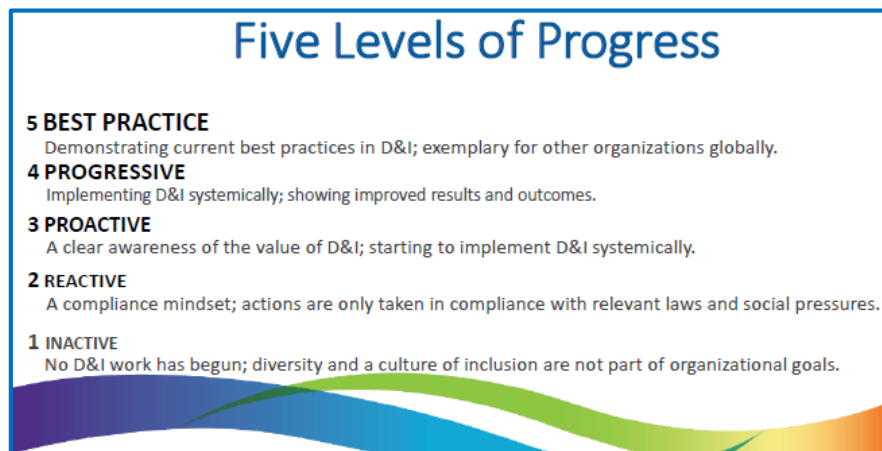 Five Levels of Progress
5 BEST PRACTICE
Demonstrating current best practices in D&I; exemplary for other organizations globally.
4 PROGRESSIVE
Implementing D&I systemically; showing improved results and outcomes.
3 PROACTIVE
A clear awareness of the value of D&I; starting to implement D&I systemically.
2 REACTIVE
A compliance mindset; actions are only taken in compliance with relevant laws and social pressures.
1 INACTIVE
No D&I work has begun; diversity and a culture of inclusion are not part of organizational goals.